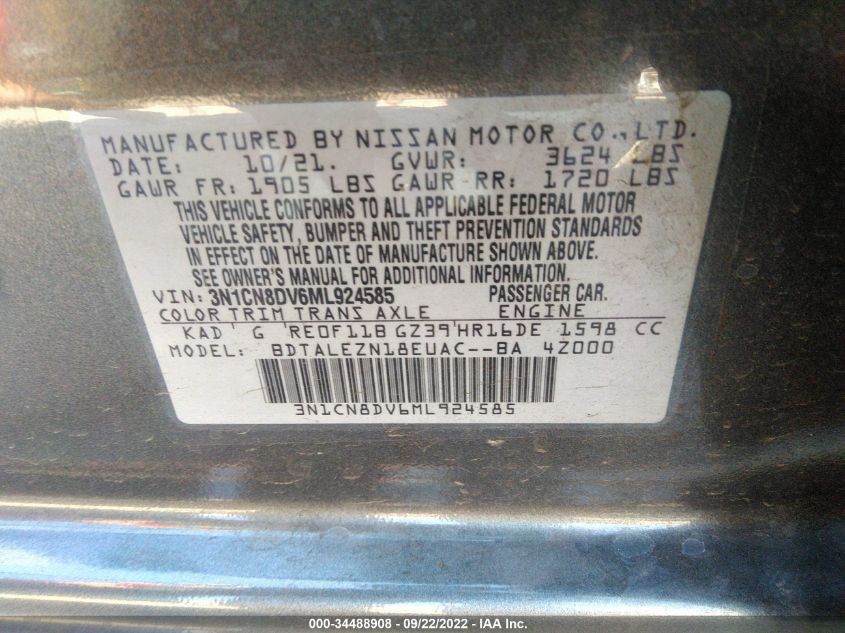 MANUFACTURED BY NISSAN MOTOR CO., LTD.
DATE: 10/21. GVWR: 3624 LBS
GAWR FR: 1905 LBS GAWR RR: 1720 LBS
THIS VEHICLE CONFORMS TO ALL APPLICABLE FEDERAL MOTOR
VEHICLE SAFETY, BUMPER AND THEFT PREVENTION STANDARDS
IN EFFECT ON THE DATE OF MANUFACTURE SHOWN ABOVE.
SEE OWNER'S MANUAL FOR ADDITIONAL INFORMATION.
VIN: 3N1CN8DV6ML924585 PASSENGER CAR.
COLOR TRIM TRANS AXLE ENGINE
KAD G RE0F11B GZ39 HR16DE 1598 CC
MODEL: BDTALEZN18EUAC--BA 4Z000
3N1CN8DV6ML924585
000-34488908 - 09/22/2022 - IAA Inc.